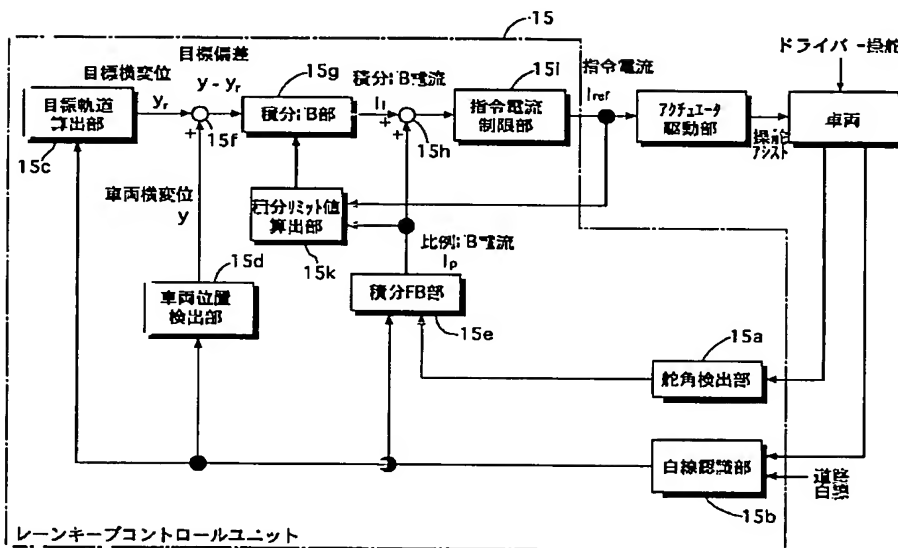 15
ドライバー操舵
目標偏差
目標横変位
y - yr
15g
積分FB電流
15i
指令電流
目標軌道
算出部
yr
積分FB部
Ii
指令電流
制限部
Iref
アクチュエータ
駆動部
車両
+
15f
+
+
15h
操舵
アシスト
15c
車両横変位
y
積分リミット値
算出部
比例FB電流
Ip
15k
15d
車両位置
検出部
積分FB部
15e
15a
舵角検出部
白線認識部
道路
白線
15b
レーンキープコントロールユニット